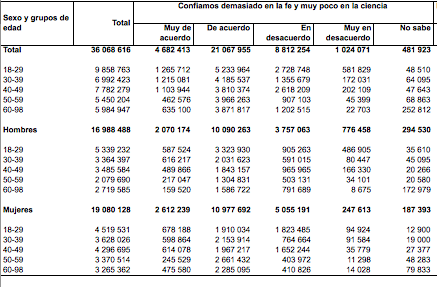 Confiamos demasiado en la fe y muy poco en la ciencia
Sexo y grupos de edad Total Muy de acuerdo De acuerdo En desacuerdo Muy en desacuerdo No sabe
Total 36 068 616 4 682 413 21 067 955 8 812 254 1 024 071 481 923
18-29 9 858 763 1 265 712 5 233 964 2 728 748 581 829 48 510
30-39 6 992 423 1 215 081 4 185 537 1 355 679 172 031 64 095
40-49 7 782 279 1 103 944 3 810 374 2 618 209 202 109 47 643
50-59 5 450 204 462 576 3 966 263 907 103 45 399 68 863
60-98 5 984 947 635 100 3 871 817 1 202 515 22 703 252 812
Hombres 16 988 488 2 070 174 10 090 263 3 757 063 776 458 294 530
18-29 5 339 232 587 524 3 323 930 905 263 486 905 35 610
30-39 3 364 397 616 217 2 031 623 591 015 80 447 45 095
40-49 3 485 584 489 866 1 843 157 965 965 166 330 20 266
50-59 2 079 690 217 047 1 304 831 503 131 34 101 20 580
60-98 2 719 585 159 520 1 586 722 791 689 8 675 172 979
Mujeres 19 080 128 2 612 239 10 977 692 5 055 191 247 613 187 393
18-29 4 519 531 678 188 1 910 034 1 823 485 94 924 12 900
30-39 3 628 026 598 864 2 153 914 764 664 91 584 19 000
40-49 4 296 695 614 078 1 967 217 1 652 244 35 779 27 377
50-59 3 370 514 245 529 2 661 432 403 972 11 298 48 283
60-98 3 265 362 475 580 2 285 095 410 826 14 028 79 833